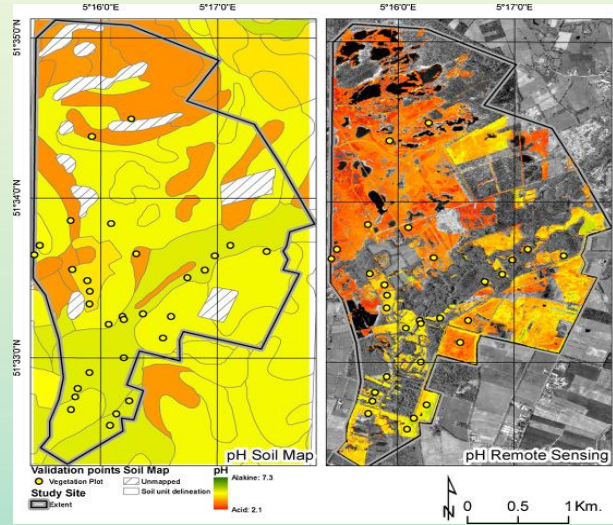 5°16'0"E 5°17'0"E 5°16'0"E 5°17'0"E
51°35'0"N
51°34'0"N
51°33'0"N
pH Soil Map
pH Remote Sensing
Validation points Soil Map pH
Vegetation Plot Unmapped Alakine: 7.3
Study Site Soil unit delineation
Extent Acid: 2.1
N
0 0.5 1 Km.